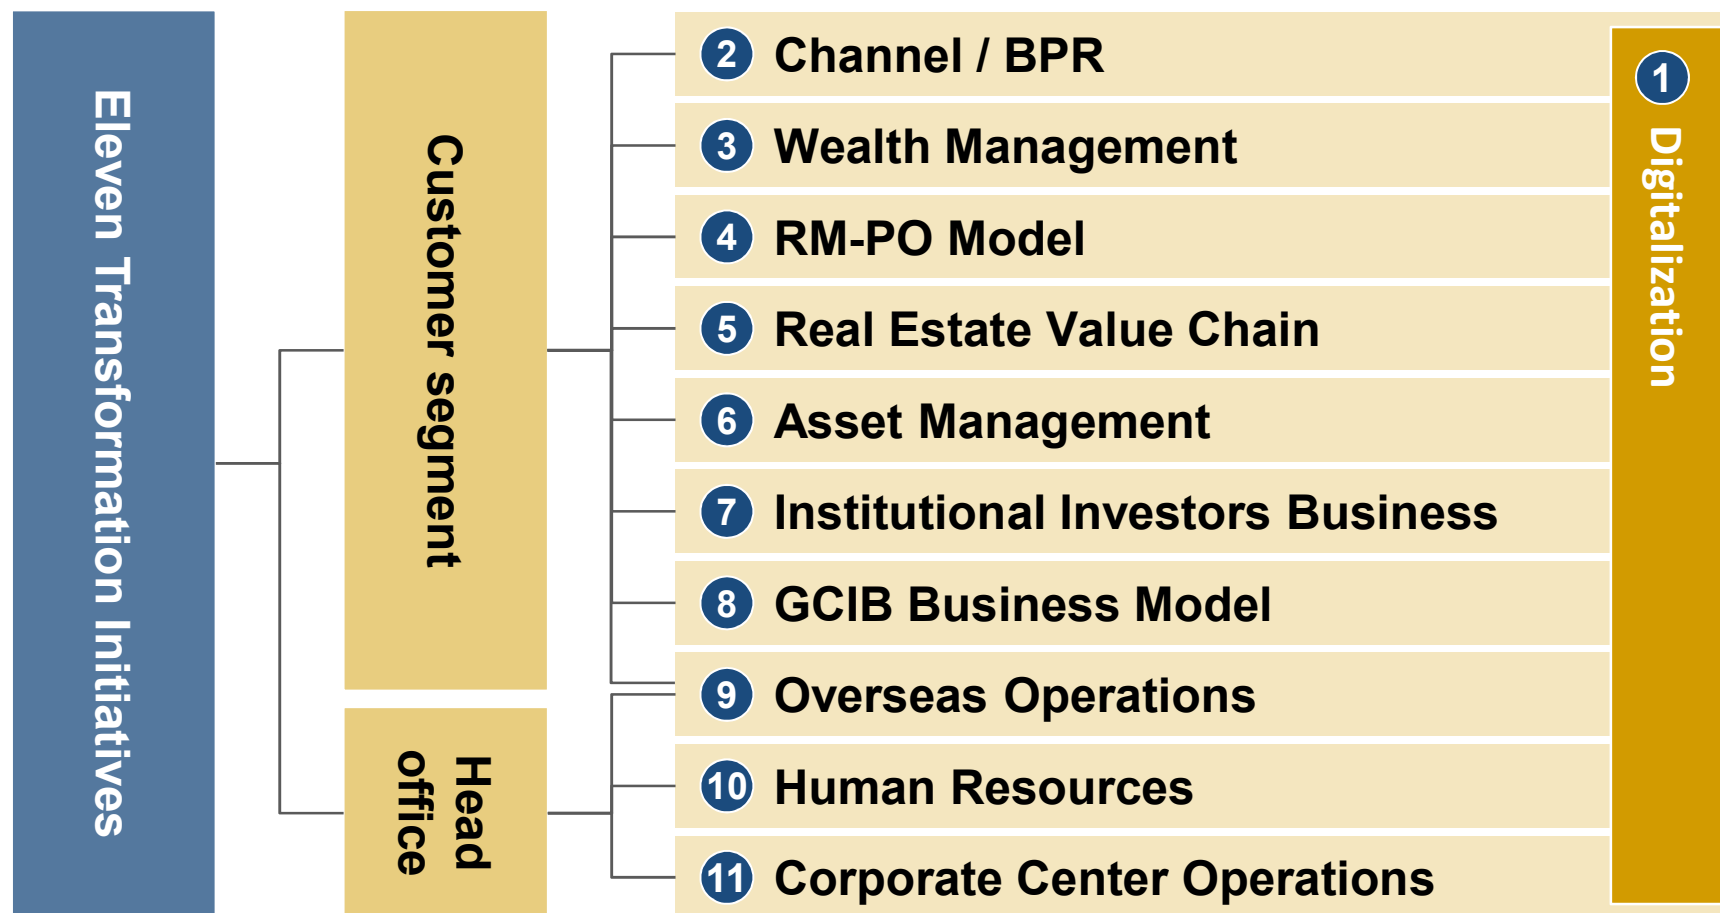 Eleven Transformation Initiatives
Customer segment
Head
office
2 Channel / BPR
3 Wealth Management
4 RM-PO Model
5 Real Estate Value Chain
6 Asset Management
7 Institutional Investors Business
8 GCIB Business Model
9 Overseas Operations
10 Human Resources
11 Corporate Center Operations
1 Digitalization